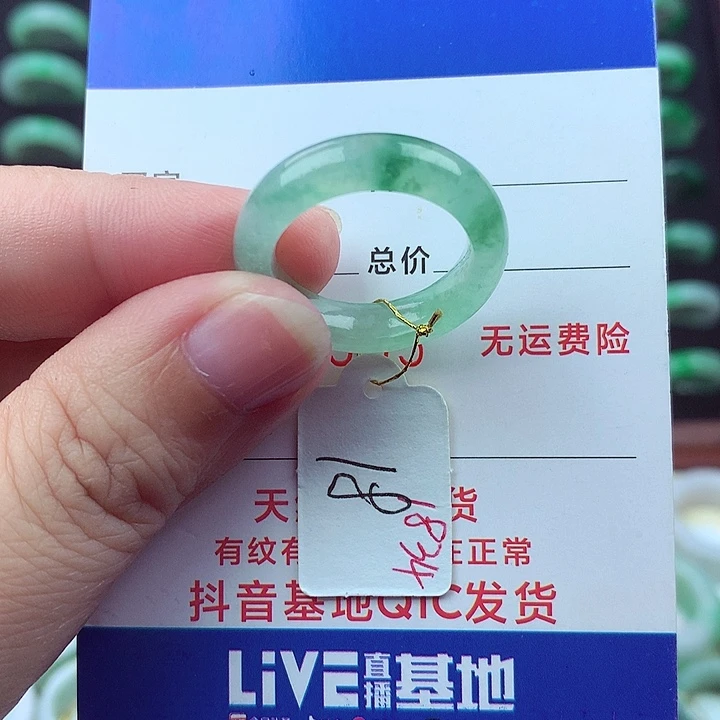 总价
无运费险
18
天 货
有纹有 在正常
抖音基地QIC发货
LiVE直播基地